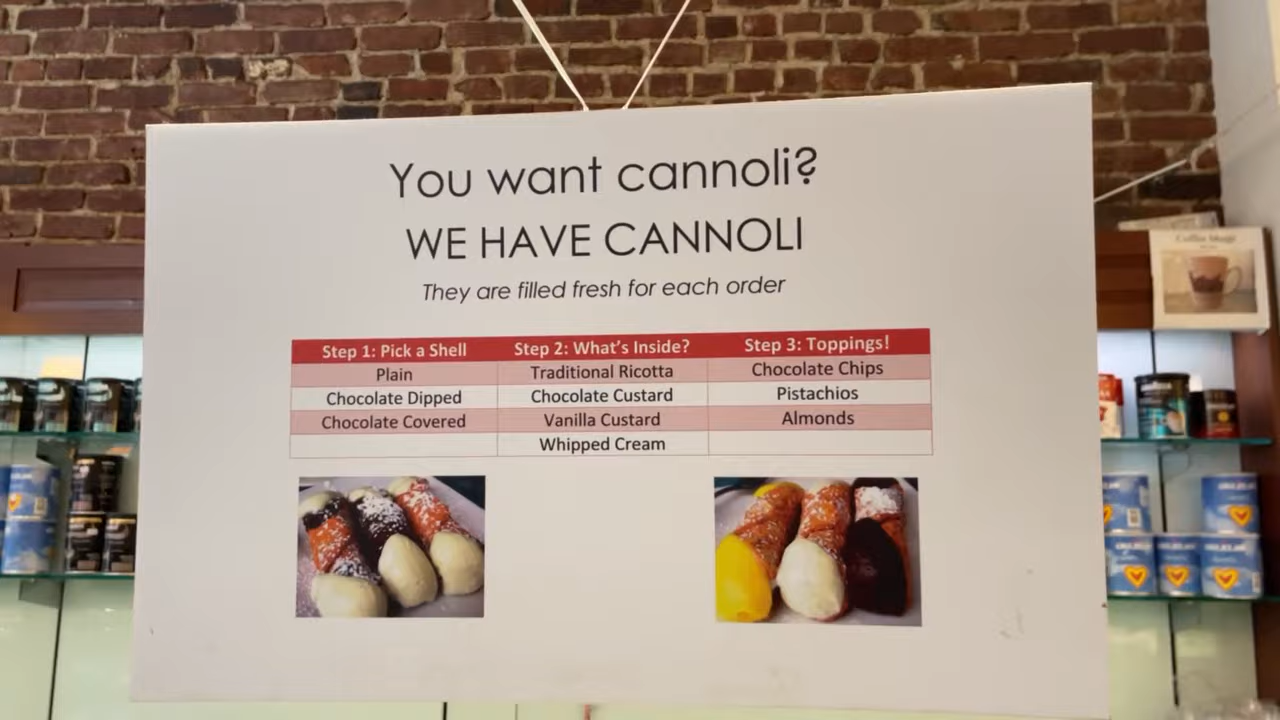 You want cannoli?
WE HAVE CANNOLI
They are filled fresh for each order
Step 1: Pick a Shell Step 2: What's Inside? Step 3: Toppings!
Plain Traditional Ricotta Chocolate Chips
Chocolate Dipped Chocolate Custard Pistachios
Chocolate Covered Vanilla Custard Almonds
Whipped Cream